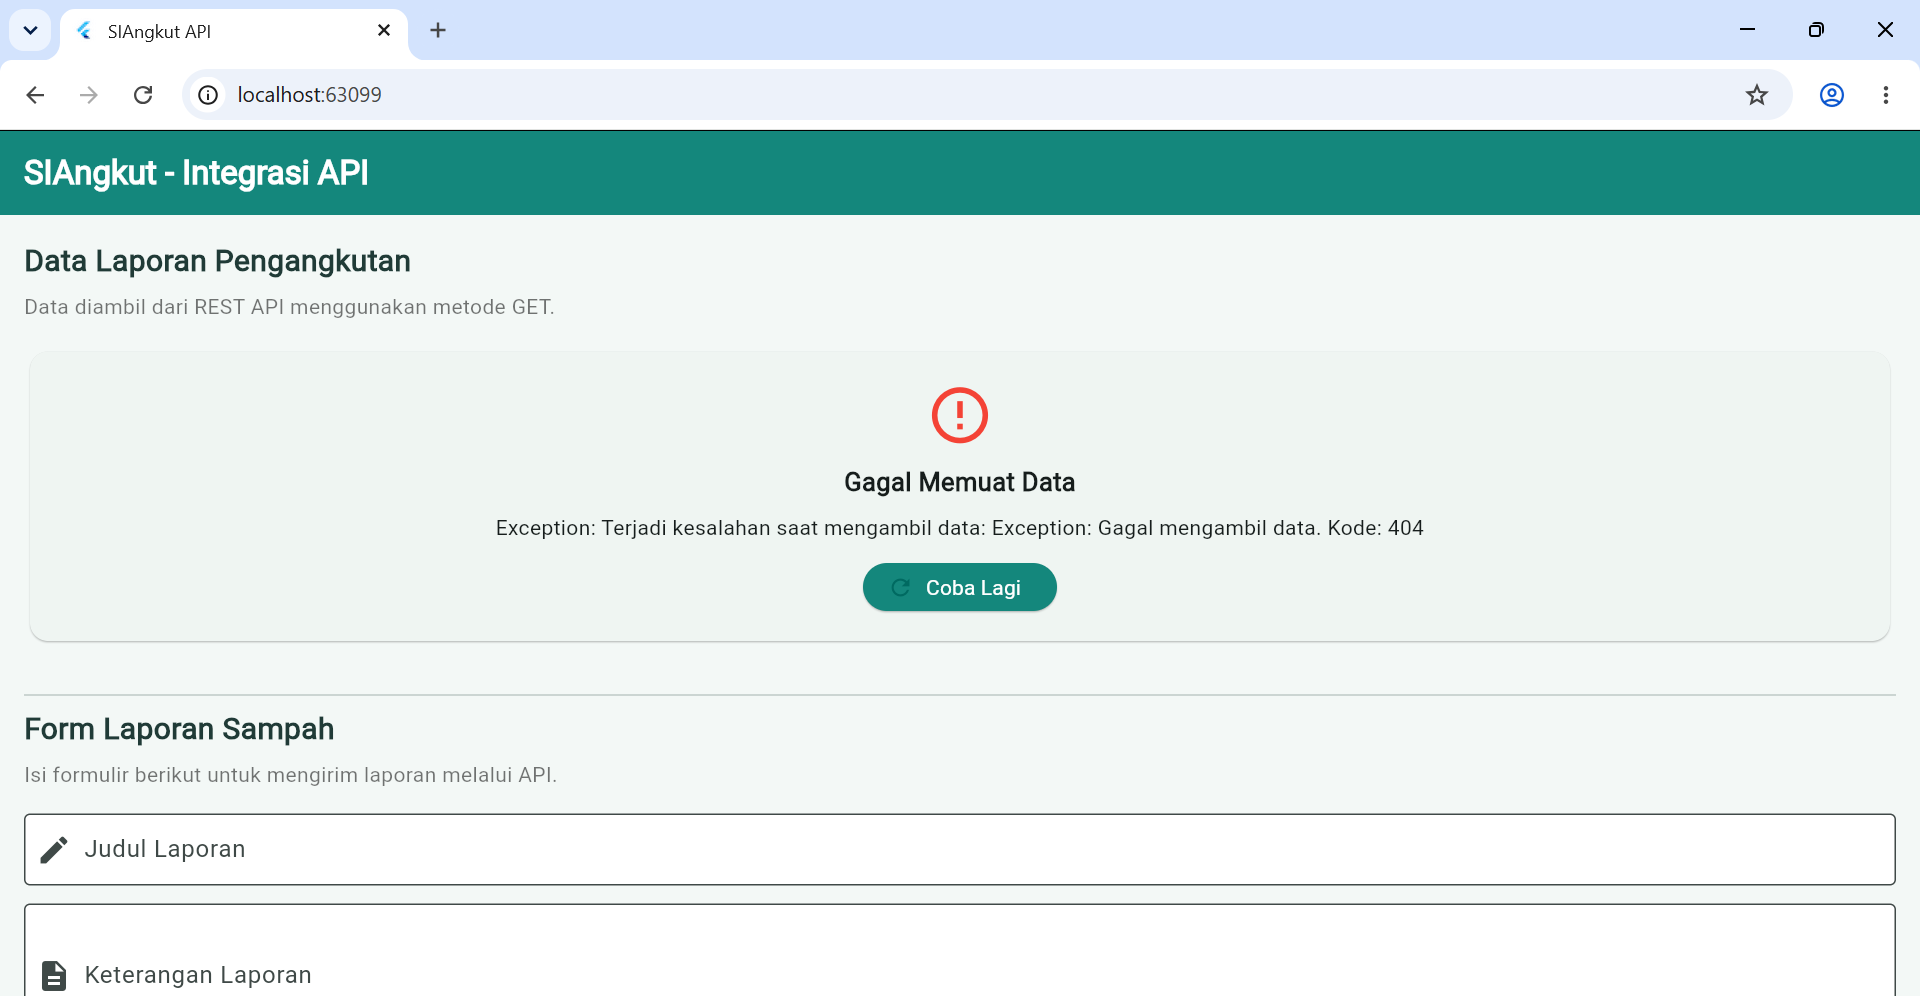 SIAngkut API
localhost:63099
SIAngkut - Integrasi API
Data Laporan Pengangkutan
Data diambil dari REST API menggunakan metode GET.
Gagal Memuat Data
Exception: Terjadi kesalahan saat mengambil data: Exception: Gagal mengambil data. Kode: 404
Coba Lagi
Form Laporan Sampah
Isi formulir berikut untuk mengirim laporan melalui API.
Judul Laporan
Keterangan Laporan